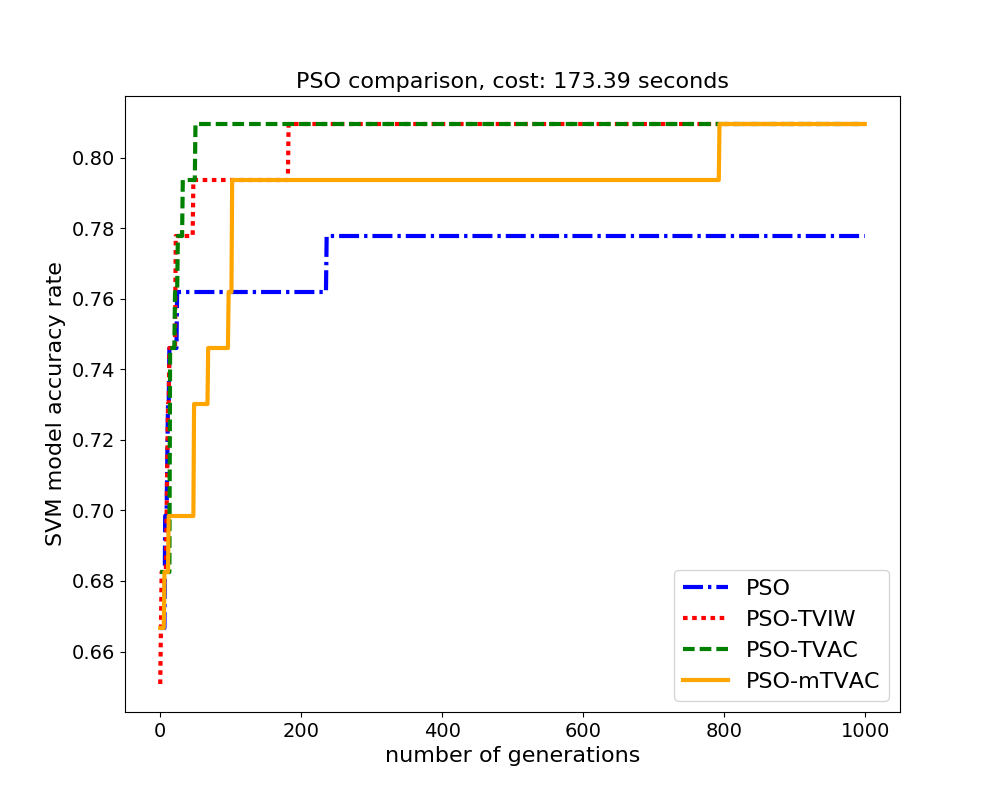 PSO comparison, cost: 173.39 seconds
SVM model accuracy rate
0.80
0.78
0.76
0.74
0.72
0.70
0.68
0.66
0 200 400 600 800 1000
number of generations
PSO
PSO-TVIW
PSO-TVAC
PSO-mTVAC